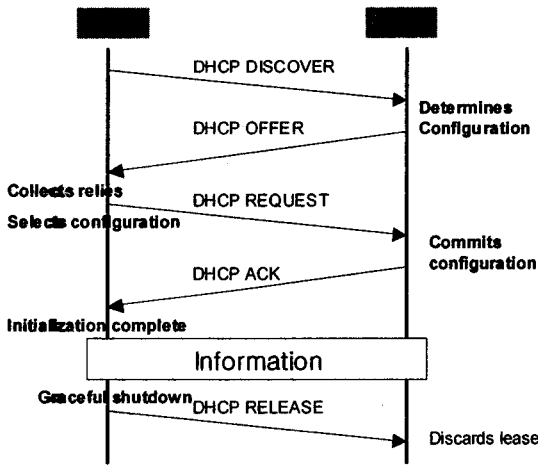 DHCP DISCOVER
Determines
Configuration
DHCP OFFER
Collects relies
DHCP REQUEST
Selects configuration
Commits
configuration
DHCP ACK
Initialization complete
Information
Graceful shutdown
DHCP RELEASE
Discards lease